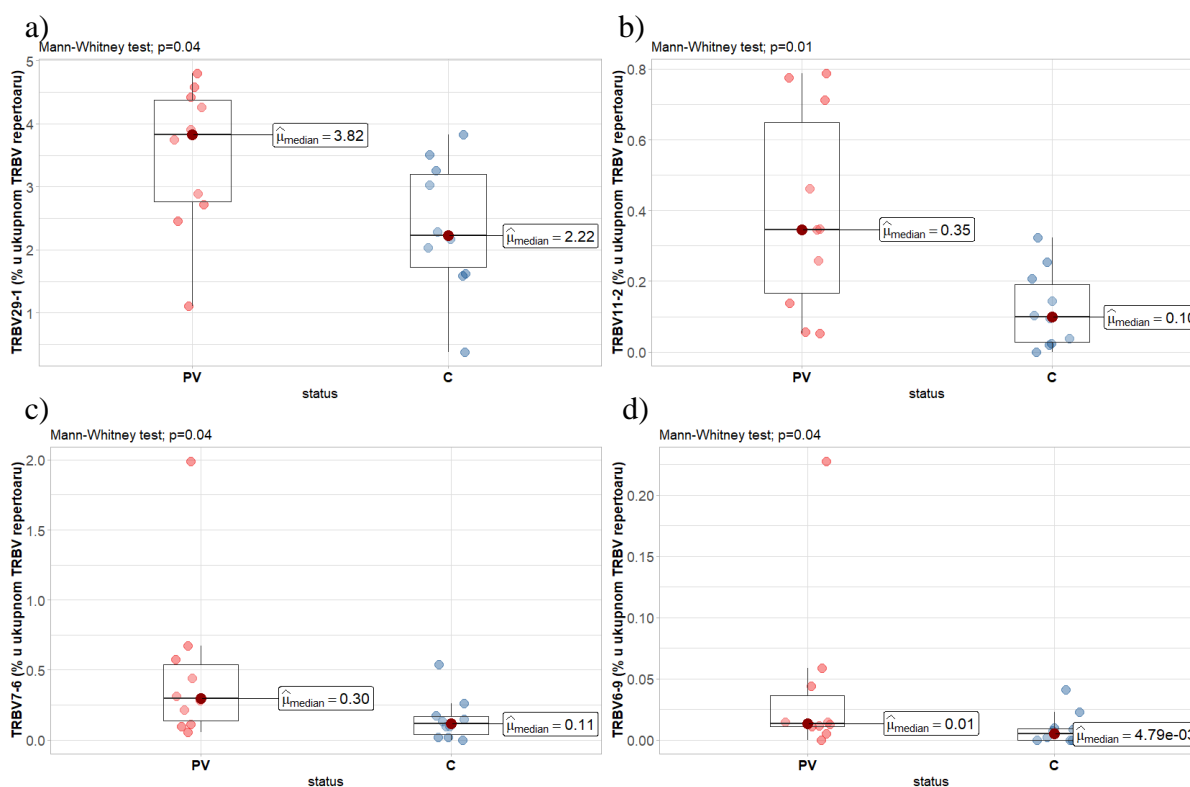 a)
Mann-Whitney test; p=0.04
TRBV29-1 (% u ukupnom TRBV repertoaru)
5
4
3
2
1
μ̂median = 3.82
μ̂median = 2.22
PV
C
status
b)
Mann-Whitney test; p=0.01
TRBV11-2 (% u ukupnom TRBV repertoaru)
0.8
0.6
0.4
0.2
0.0
μ̂median = 0.35
μ̂median = 0.10
PV
C
status
c)
Mann-Whitney test; p=0.04
TRBV7-6 (% u ukupnom TRBV repertoaru)
2.0
1.5
1.0
0.5
0.0
μ̂median = 0.30
μ̂median = 0.11
PV
C
status
d)
Mann-Whitney test; p=0.04
TRBV6-9 (% u ukupnom TRBV repertoaru)
0.20
0.15
0.10
0.05
0.00
μ̂median = 0.01
μ̂median = 4.79e-03
PV
C
status